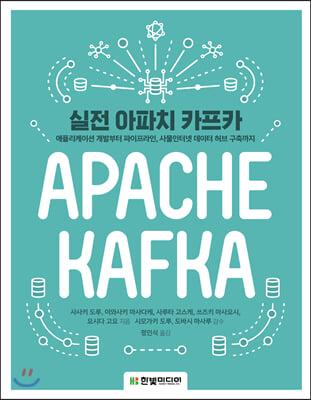 실전 아파치 카프카
애플리케이션 개발부터 파이프라인, 사물인터넷 데이터 허브 구축까지
APACHE
KAFKA
사사키 도루, 이와사키 마사다케, 사루타 고스케, 쓰즈키 마사요시,
요시다 고요 지음 시모가키 도루, 도바시 마사루 감수
정인식 옮김
한빛미디어